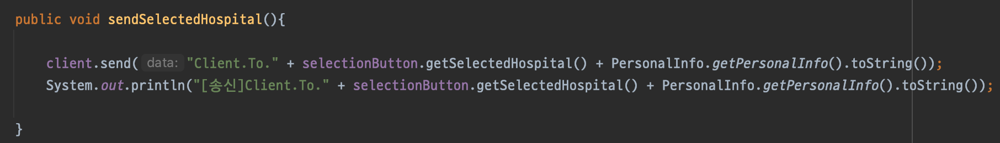 public void sendSelectedHospital(){
client.send( data: "Client.To." + selectionButton.getSelectedHospital() + PersonalInfo.getPersonalInfo().toString());
System.out.println("[송신]Client.To." + selectionButton.getSelectedHospital() + PersonalInfo.getPersonalInfo().toString());
}